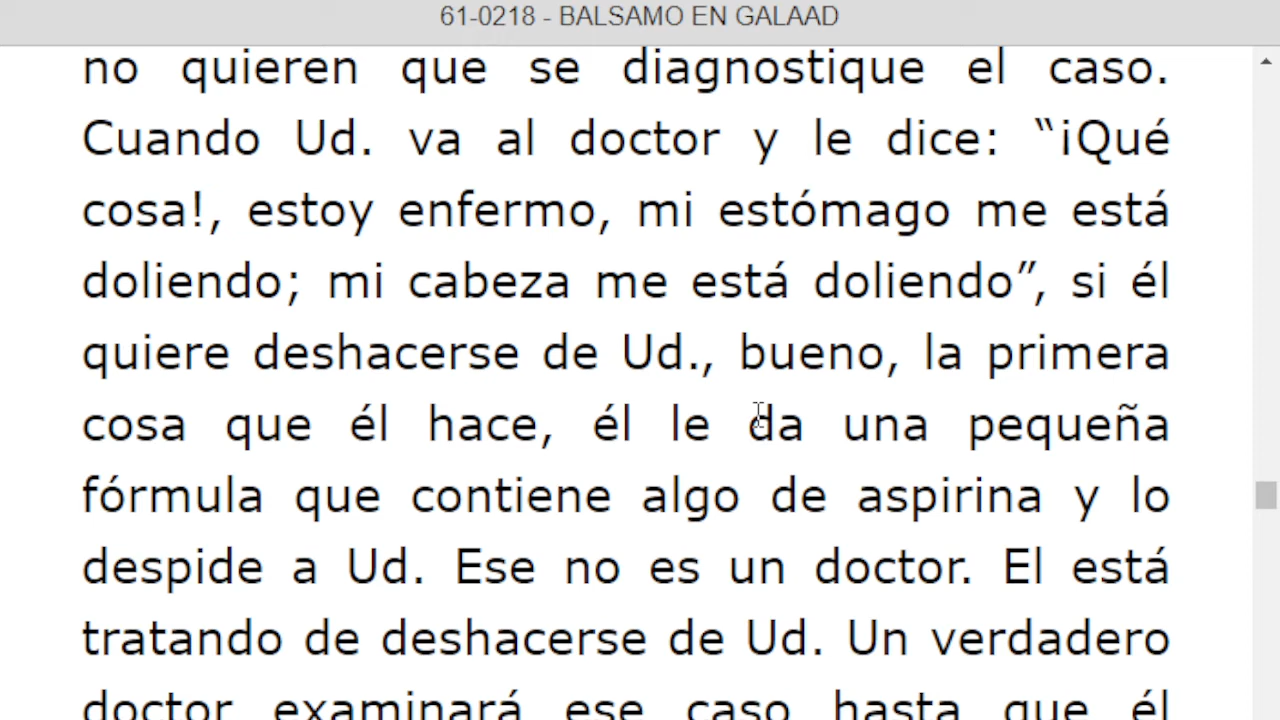 61-0218 - BALSAMO EN GALAAD
no quieren que se diagnostique el caso.
Cuando Ud. va al doctor y le dice: “¡Qué
cosa!, estoy enfermo, mi estómago me está
doliendo; mi cabeza me está doliendo”, si él
quiere deshacerse de Ud., bueno, la primera
cosa que él hace, él le da una pequeña
fórmula que contiene algo de aspirina y lo
despide a Ud. Ese no es un doctor. El está
tratando de deshacerse de Ud. Un verdadero
doctor examinará ese caso hasta que él